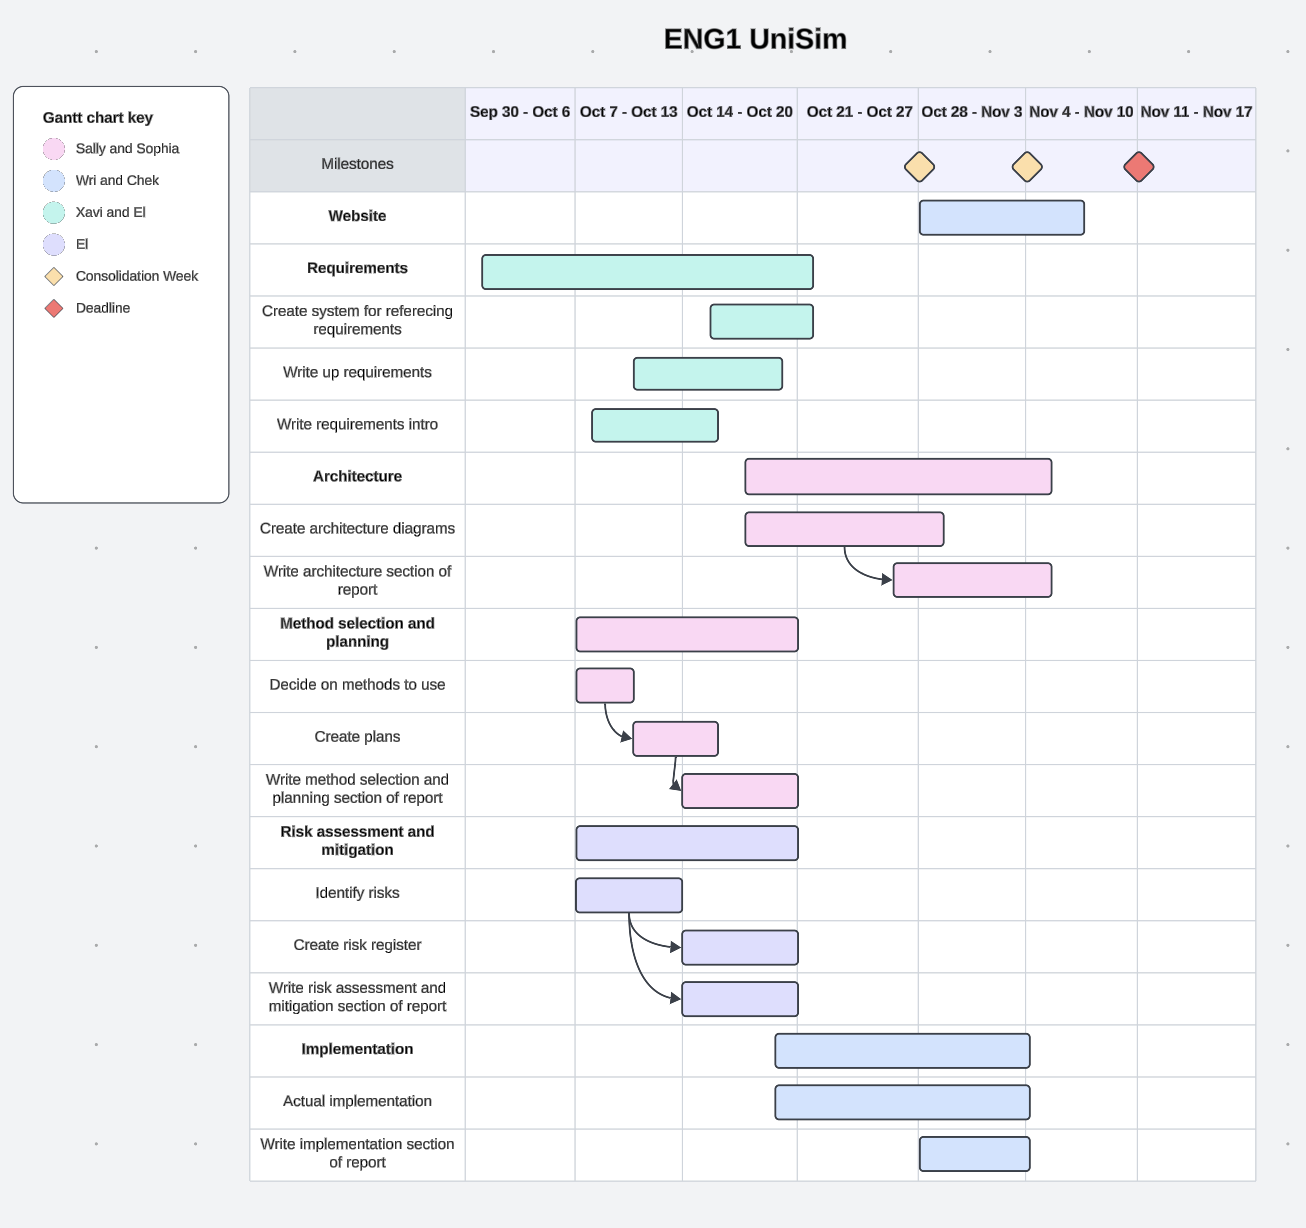 ENG1 UniSim
Gantt chart key
Sally and Sophia
Wri and Chek
Xavi and El
El
Consolidation Week
Deadline
Sep 30 - Oct 6 Oct 7 - Oct 13 Oct 14 - Oct 20 Oct 21 - Oct 27 Oct 28 - Nov 3 Nov 4 - Nov 10 Nov 11 - Nov 17
Milestones
Website
Requirements
Create system for referecing
requirements
Write up requirements
Write requirements intro
Architecture
Create architecture diagrams
Write architecture section of
report
Method selection and
planning
Decide on methods to use
Create plans
Write method selection and
planning section of report
Risk assessment and
mitigation
Identify risks
Create risk register
Write risk assessment and
mitigation section of report
Implementation
Actual implementation
Write implementation section
of report